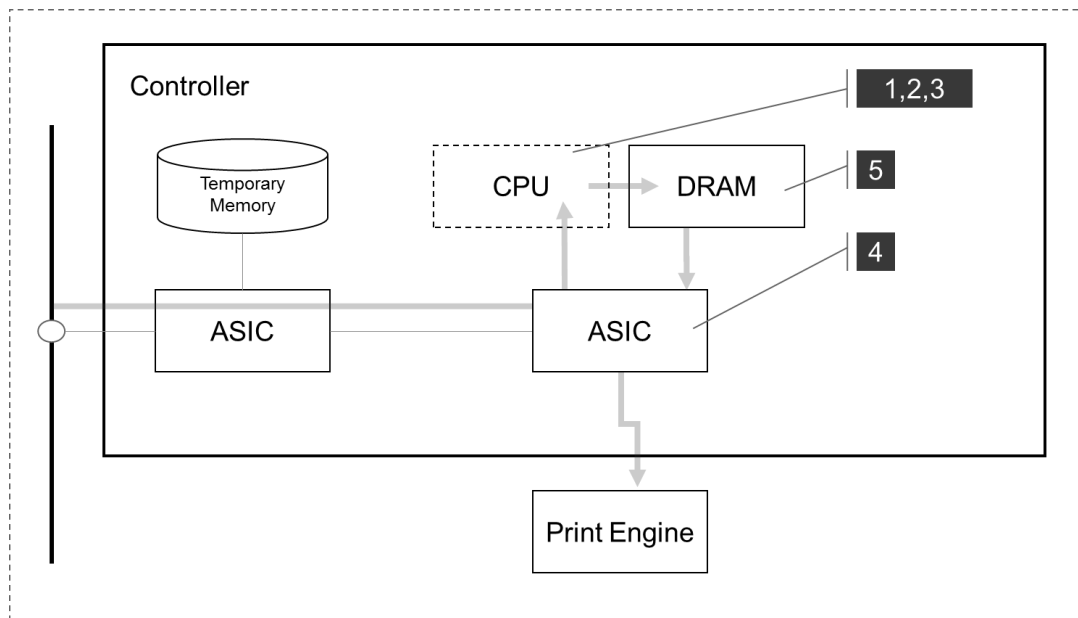 Controller
1,2,3
Temporary
Memory
CPU
DRAM
5
4
ASIC
ASIC
Print Engine